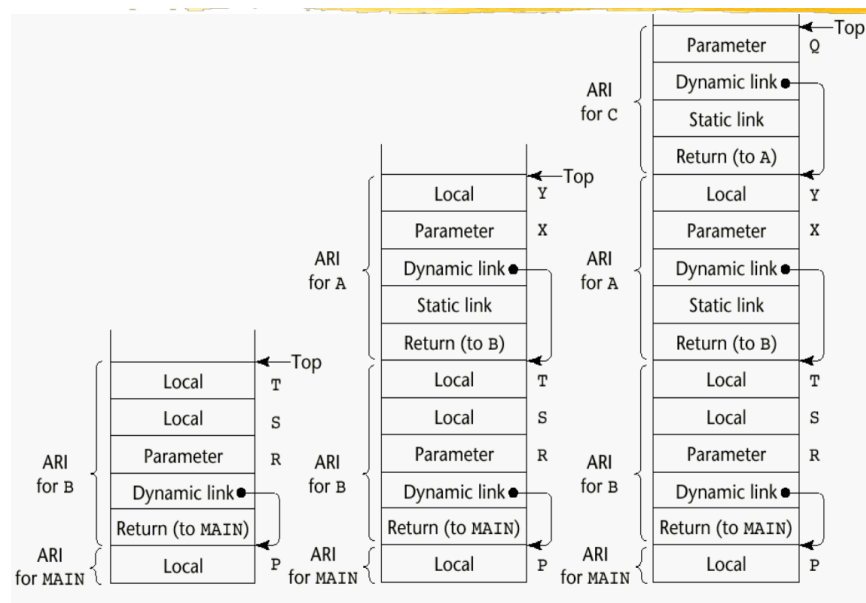 Top
Parameter Q
Dynamic link
ARI
for C
Static link
Return (to A)
Top
Local Y
Local Y
Parameter X
Parameter X
ARI
for A
Dynamic link
ARI
for A
Dynamic link
Static link
Static link
Return (to B)
Return (to B)
Top
Local T
Local T
Local T
Local S
Local S
Local S
Parameter R
Parameter R
Parameter R
ARI
for B
ARI
for B
ARI
for B
Dynamic link
Dynamic link
Dynamic link
Return (to MAIN)
Return (to MAIN)
Return (to MAIN)
ARI
for MAIN
Local P
ARI
for MAIN
Local P
ARI
for MAIN
Local P